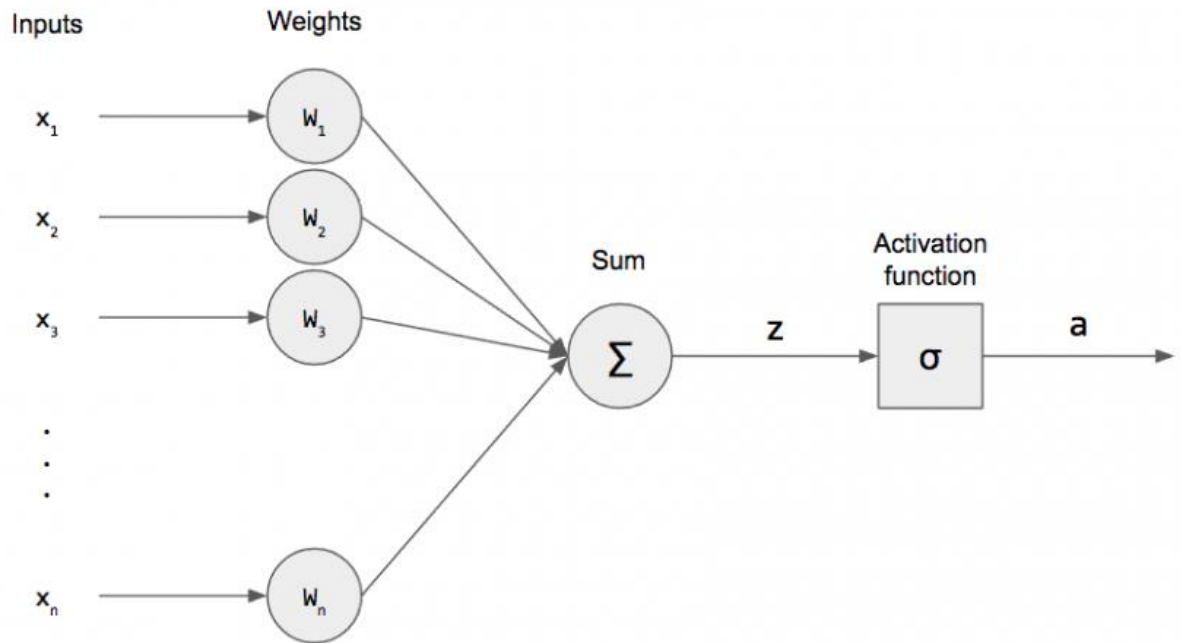 Inputs
Weights
x₁
W₁
x₂
W₂
x₃
W₃
Sum
Σ
z
Activation
function
σ
a
.
.
.
xₙ
Wₙ